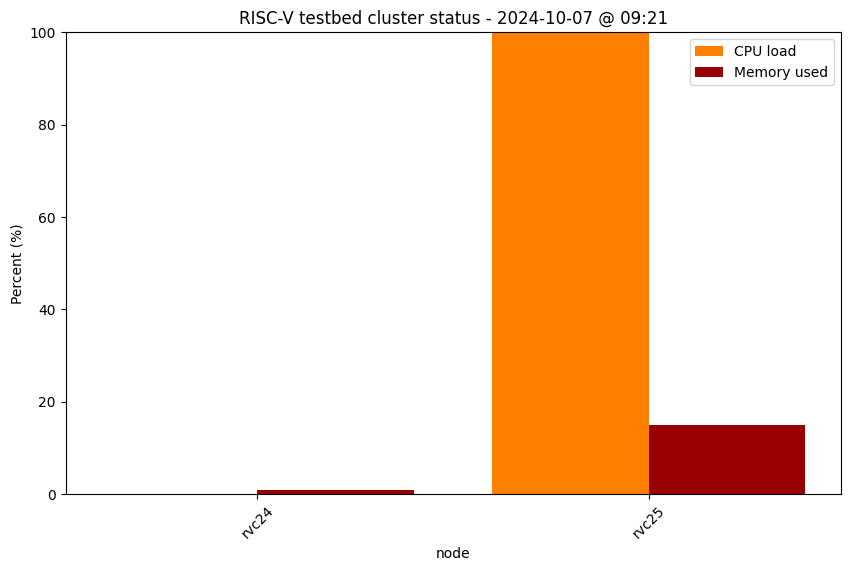 RISC-V testbed cluster status - 2024-10-07 @ 09:21
CPU load
Memory used
Percent (%)
100
80
60
40
20
0
rvc24
rvc25
node